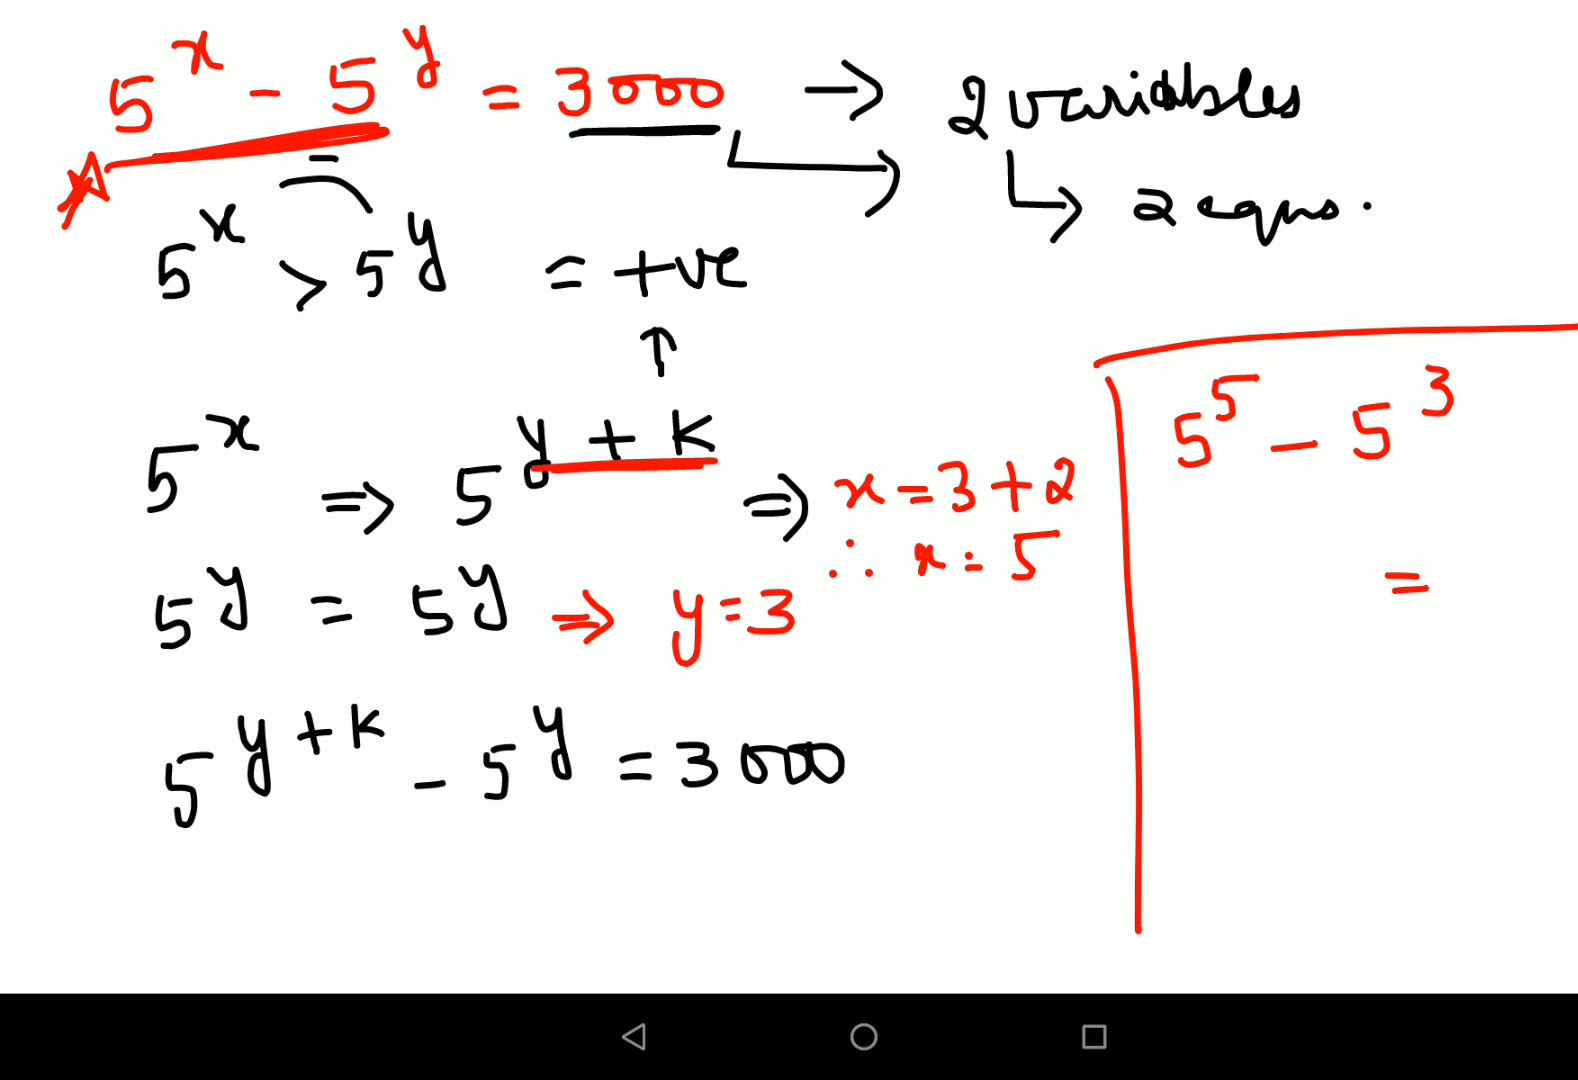 5^x - 5^y = 3000 → 2 variables
↳ 2 eqns.
5^x > 5^y = +ve
↑
5^x ⇒ 5^(y+k) ⇒ x = 3 + 2
∴ x = 5
5^y = 5^y ⇒ y = 3
5^(y+k) - 5^y = 3000
5^5 - 5^3
=